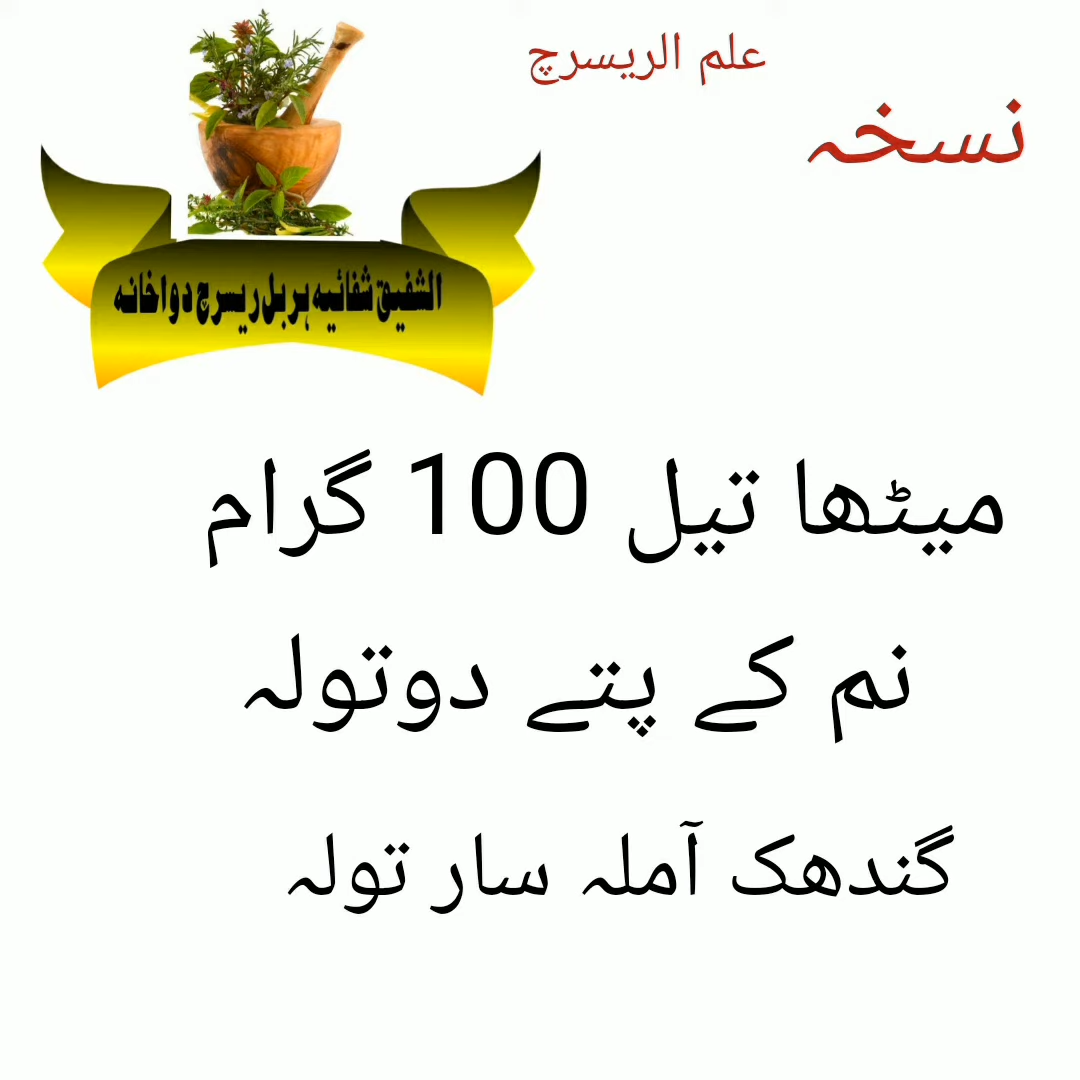 علم الریسرچ
نسخہ
الشفیق شفائیہ ہربل ریسرچ دواخانہ
میٹھا تیل 100 گرام
نم کے پتے دوتولہ
گندھک آملہ سار تولہ